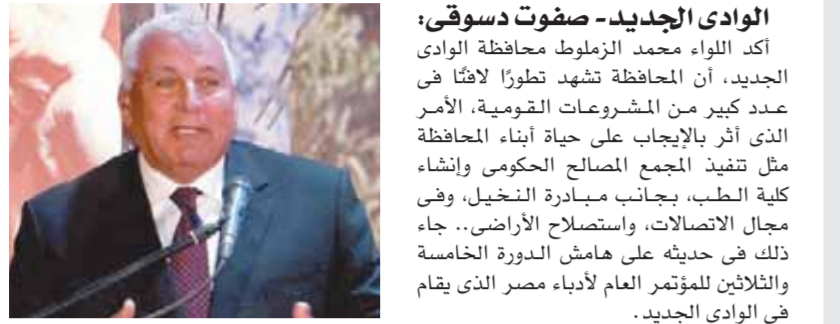 الوادى الجديد- صفوت دسوقى:
أكد اللواء محمد الزملوط محافظة الوادى
الجديد، أن المحافظة تشهد تطورًا لافتًا فى
عدد كبير من المشروعات القومية، الأمر
الذى أثر بالإيجاب على حياة أبناء المحافظة
مثل تنفيذ المجمع المصالح الحكومى وإنشاء
كلية الطب، بجانب مبادرة النخيل، وفى
مجال الاتصالات، واستصلاح الأراضى.. جاء
ذلك فى حديثه على هامش الدورة الخامسة
والثلاثين للمؤتمر العام لأدباء مصر الذى يقام
فى الوادى الجديد.